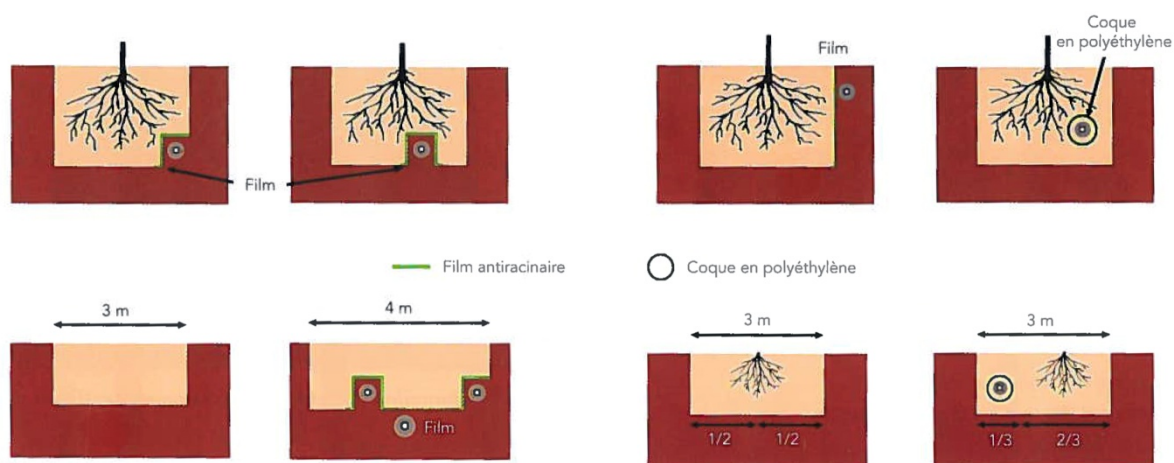 Film
Film
Coque
en polyéthylène
Film antiracinaire
Coque en polyéthylène
3 m
4 m
Film
3 m
1/2
1/2
3 m
1/3
2/3